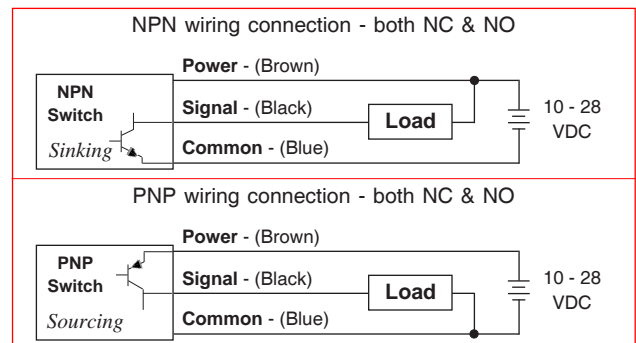 NPN wiring connection - both NC & NO
Power - (Brown)
NPN
Switch
Signal - (Black)
Load
10 - 28
VDC
Sinking
Common - (Blue)
PNP wiring connection - both NC & NO
Power - (Brown)
PNP
Switch
Signal - (Black)
Load
10 - 28
VDC
Sourcing
Common - (Blue)